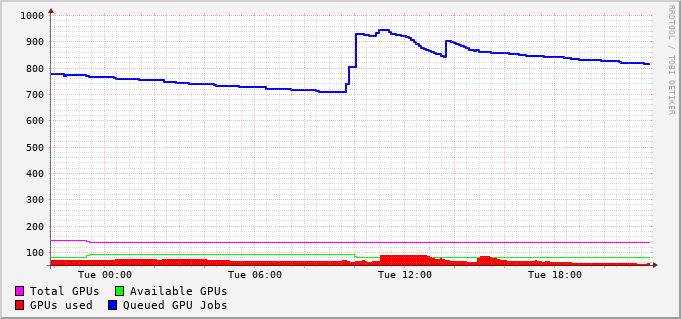 1000
900
800
700
600
500
400
300
200
100
Tue 00:00 Tue 06:00 Tue 12:00 Tue 18:00
Total GPUs Available GPUs
GPUs used Queued GPU Jobs
RRDTOOL / TOBI OETIKER